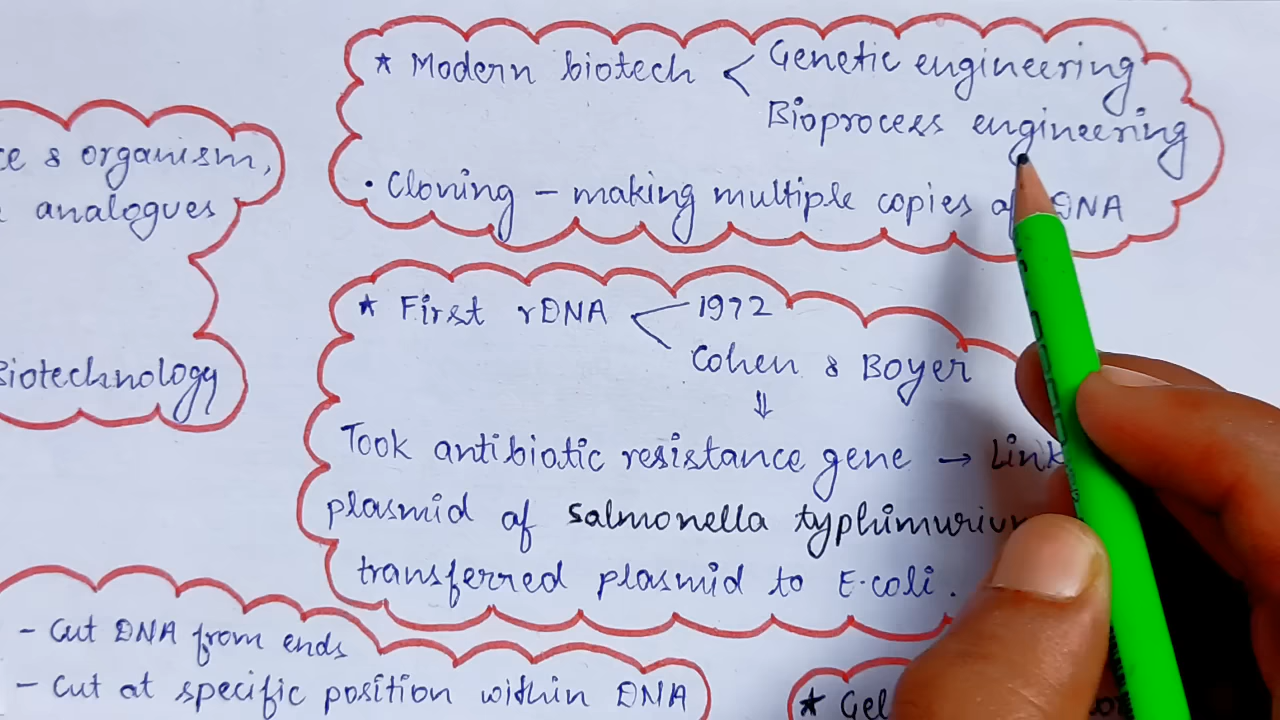 * Modern biotech < Genetic engineering
Bioprocess engineering
• Cloning – making multiple copies of DNA
& organism,
analogues
Biotechnology
* First rDNA < 1972
Cohen & Boyer
⇓
Took antibiotic resistance gene → Link
plasmid of Salmonella typhimurium
transferred plasmid to E.coli.
- Cut DNA from ends
- Cut at specific position within DNA
* Gel